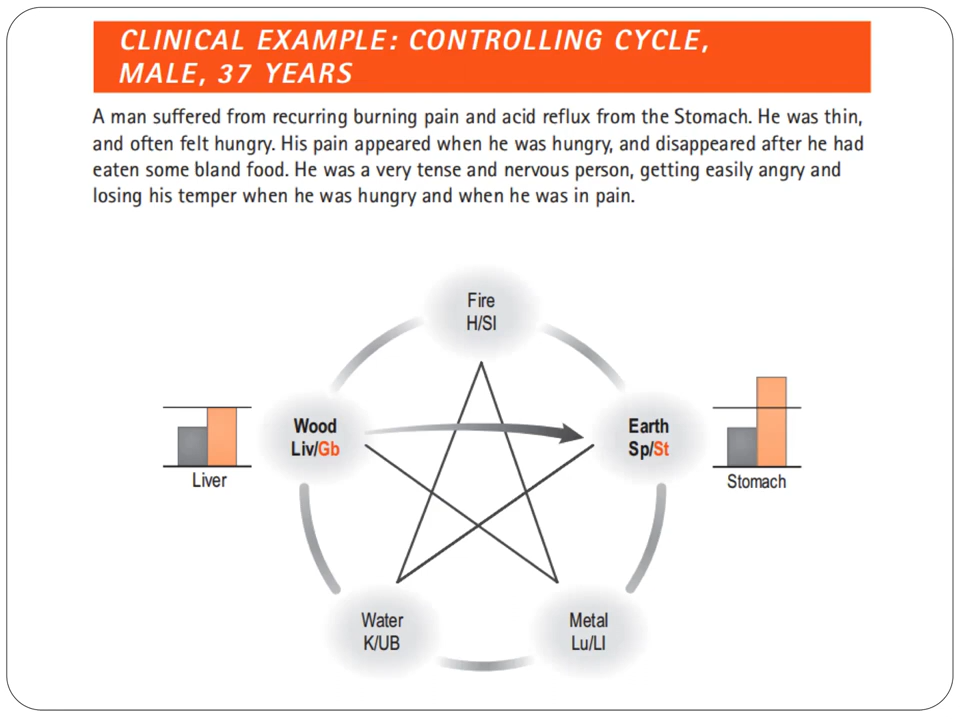 CLINICAL EXAMPLE: CONTROLLING CYCLE,
MALE, 37 YEARS
A man suffered from recurring burning pain and acid reflux from the Stomach. He was thin,
and often felt hungry. His pain appeared when he was hungry, and disappeared after he had
eaten some bland food. He was a very tense and nervous person, getting easily angry and
losing his temper when he was hungry and when he was in pain.
Fire
H/SI
Wood
Liv/Gb
Earth
Sp/St
Liver
Stomach
Water
K/UB
Metal
Lu/LI